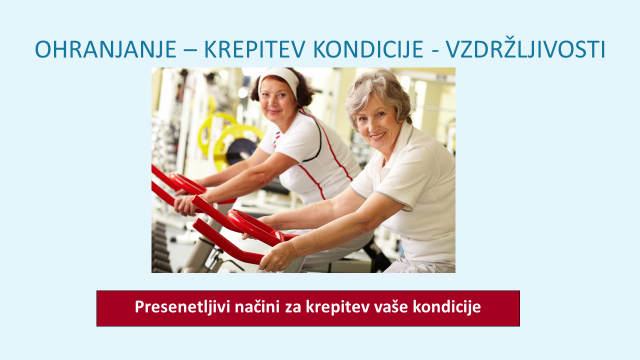 OHRANJANJE – KREPITEV KONDICIJE - VZDRŽLJIVOSTI
Presenetljivi načini za krepitev vaše kondicije